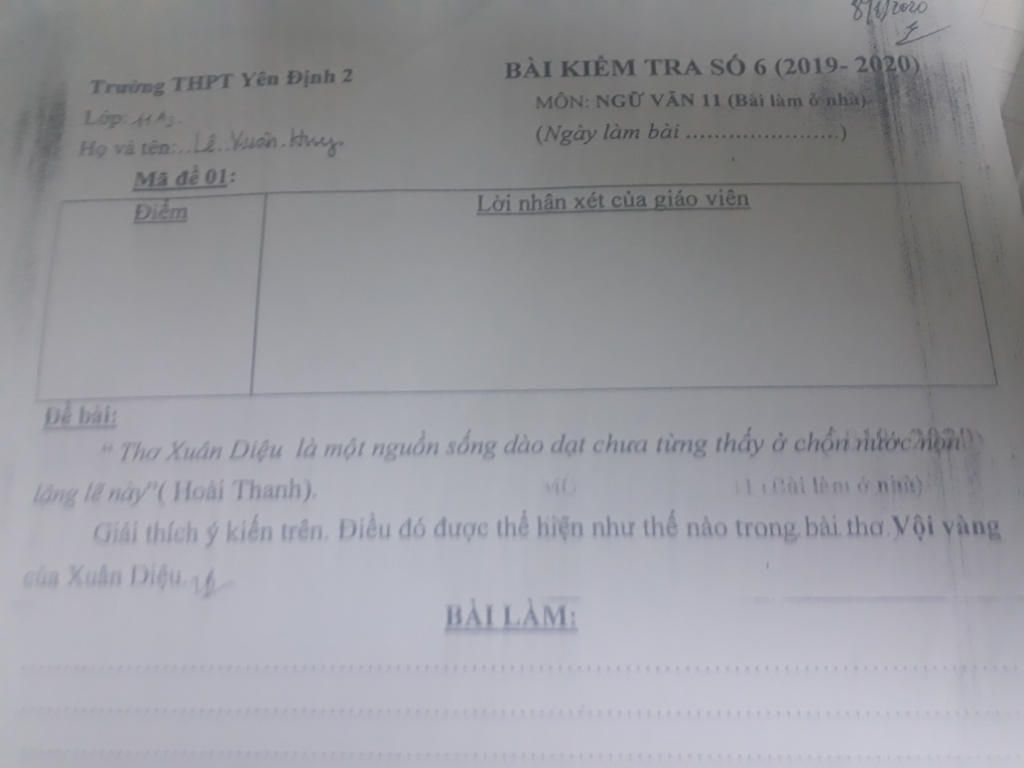 8/6/2020
Trường THPT Yên Định 2
BÀI KIỂM TRA SỐ 6 (2019- 2020)
Lớp: 11A3.
MÔN: NGỮ VĂN 11 (Bài làm ở nhà)
Họ và tên:...Lê..Xuân.Huy.
(Ngày làm bài .......................)
Mã đề 01:
Điểm
Lời nhận xét của giáo viên
Đề bài:
“ Thơ Xuân Diệu là một nguồn sống dào dạt chưa từng thấy ở chốn nước non
lặng lẽ này”( Hoài Thanh).
Giải thích ý kiến trên. Điều đó được thể hiện như thế nào trong bài thơ Vội vàng
của Xuân Diệu.
BÀI LÀM: